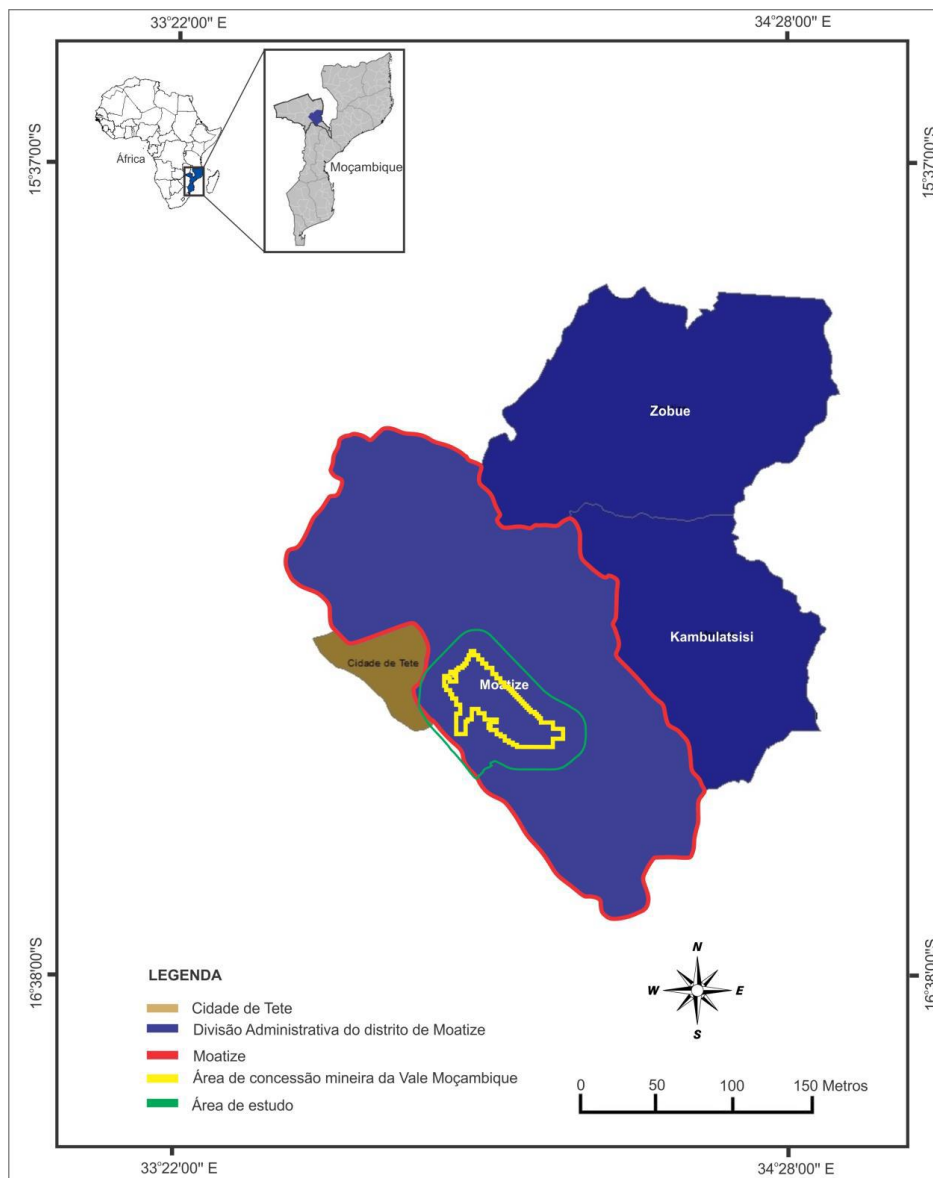 33°22'00" E
34°28'00" E
15°37'00"S
15°37'00"S
África
Moçambique
Zobue
Kambulatsisi
Cidade de Tete
Moatize
16°38'00"S
16°38'00"S
LEGENDA
Cidade de Tete
Divisão Administrativa do distrito de Moatize
Moatize
Área de concessão mineira da Vale Moçambique
Área de estudo
N
W
E
S
0 50 100 150 Metros
33°22'00" E
34°28'00" E